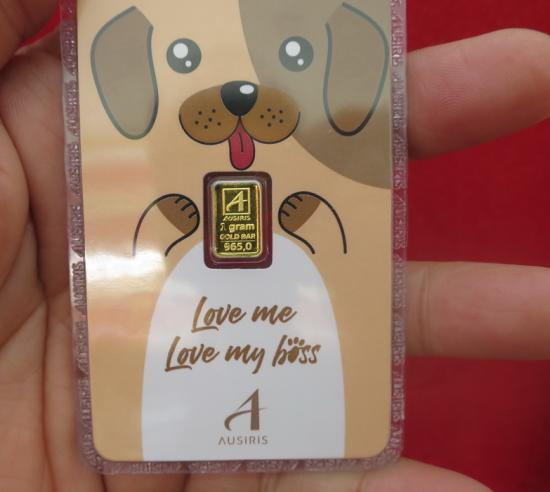 A
AUSIRIS
1 gram
GOLD BAR
965,0
Love me
Love my boss
A
AUSIRIS